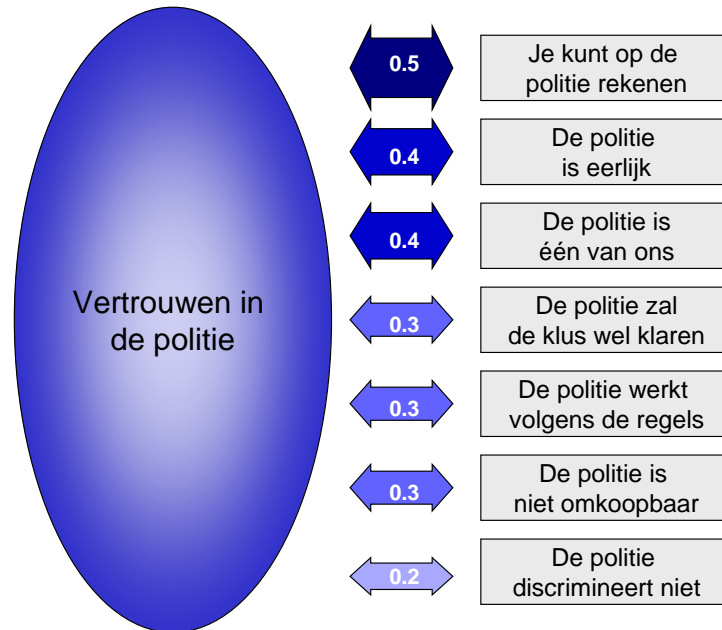 Vertrouwen in
de politie
0.5
Je kunt op de
politie rekenen
0.4
De politie
is eerlijk
0.4
De politie is
één van ons
0.3
De politie zal
de klus wel klaren
0.3
De politie werkt
volgens de regels
0.3
De politie is
niet omkoopbaar
0.2
De politie
discrimineert niet